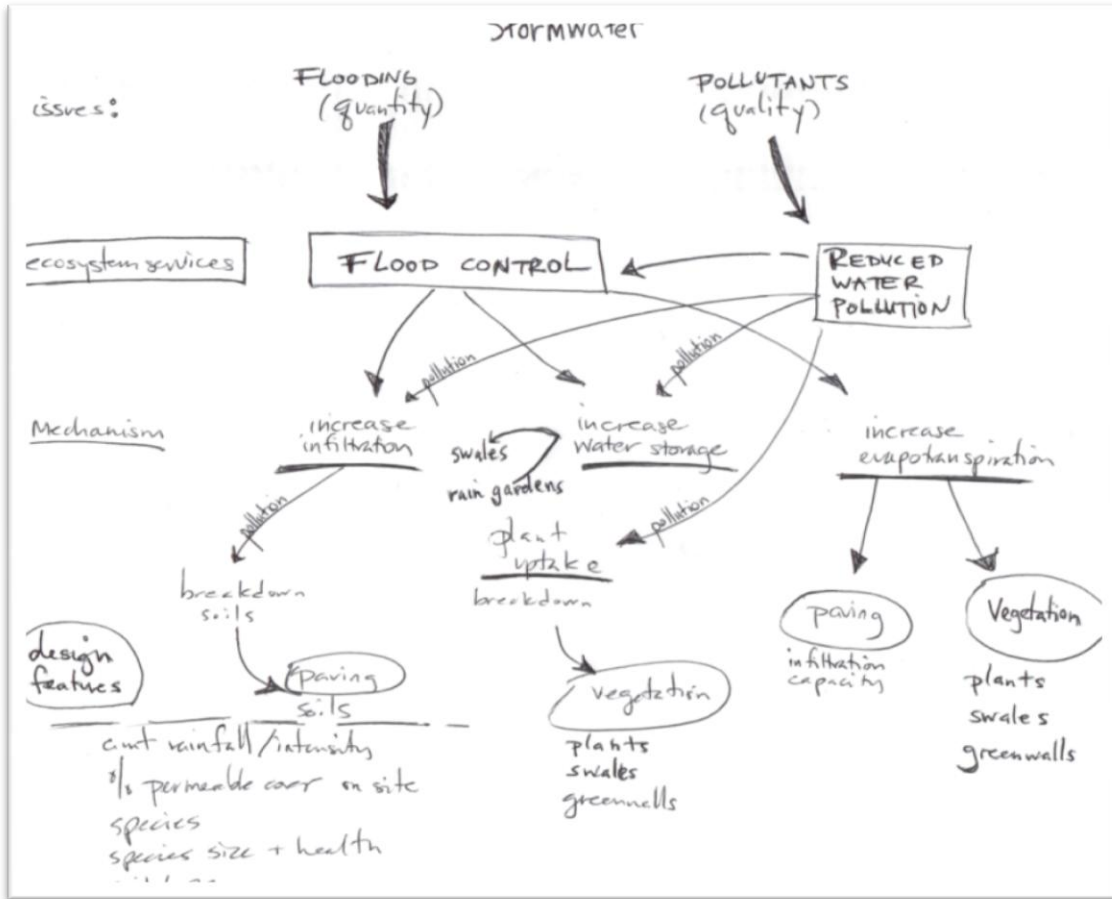 Stormwater
issues:
FLOODING
(quantity)
POLLUTANTS
(quality)
ecosystem services
FLOOD CONTROL
REDUCED
WATER
POLLUTION
pollution
pollution
Mechanism
increase
infiltration
swales
rain gardens
increase
water storage
increase
evapotranspiration
pollution
pollution
plant
uptake
breakdown
breakdown
soils
paving
infiltration
capacity
Vegetation
plants
swales
greenwalls
design
features
paving
soils
vegetation
plants
swales
greenwalls
amt rainfall/intensity
% permeable cover on site
species
species size + health